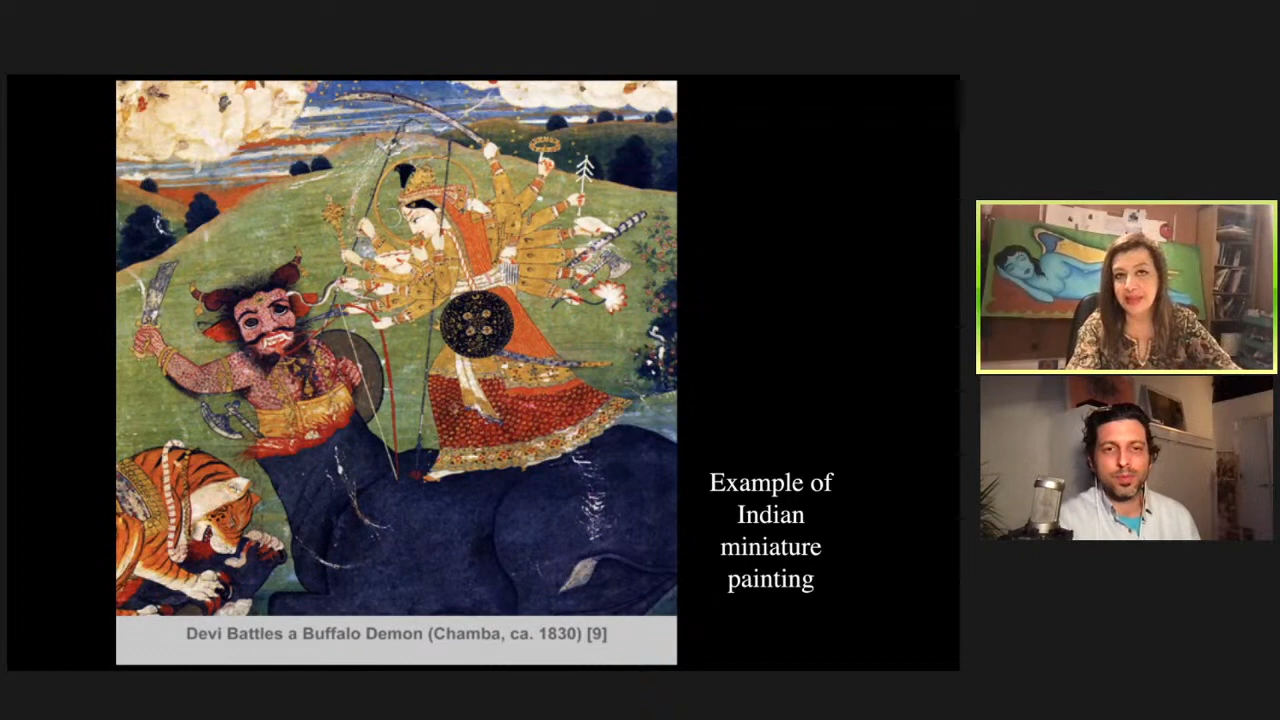 Example of
Indian
miniature
painting
Devi Battles a Buffalo Demon (Chamba, ca. 1830) [9]